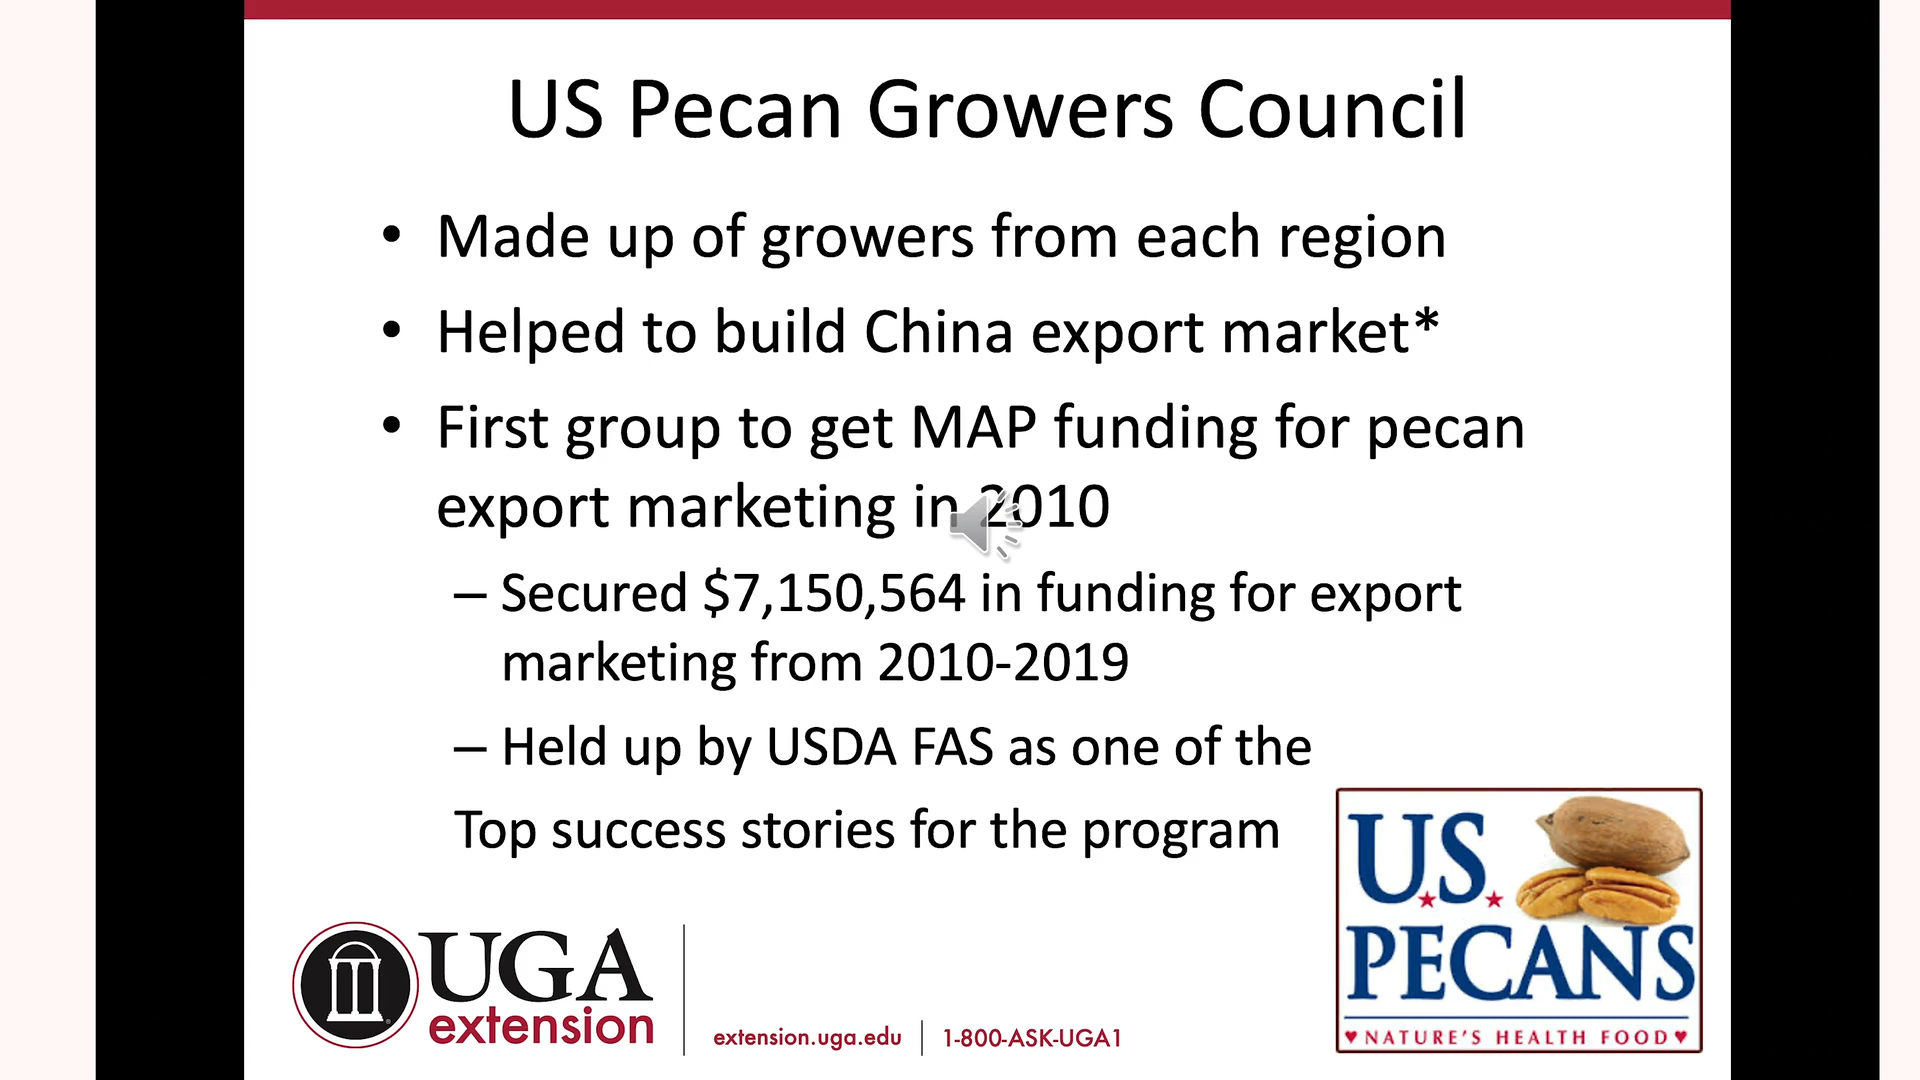 US Pecan Growers Council
• Made up of growers from each region
• Helped to build China export market*
• First group to get MAP funding for pecan
export marketing in 2010
– Secured $7,150,564 in funding for export
marketing from 2010-2019
– Held up by USDA FAS as one of the
Top success stories for the program
U.S.
PECANS
♥NATURE'S HEALTH FOOD♥
UGA
extension
extension.uga.edu | 1-800-ASK-UGA1